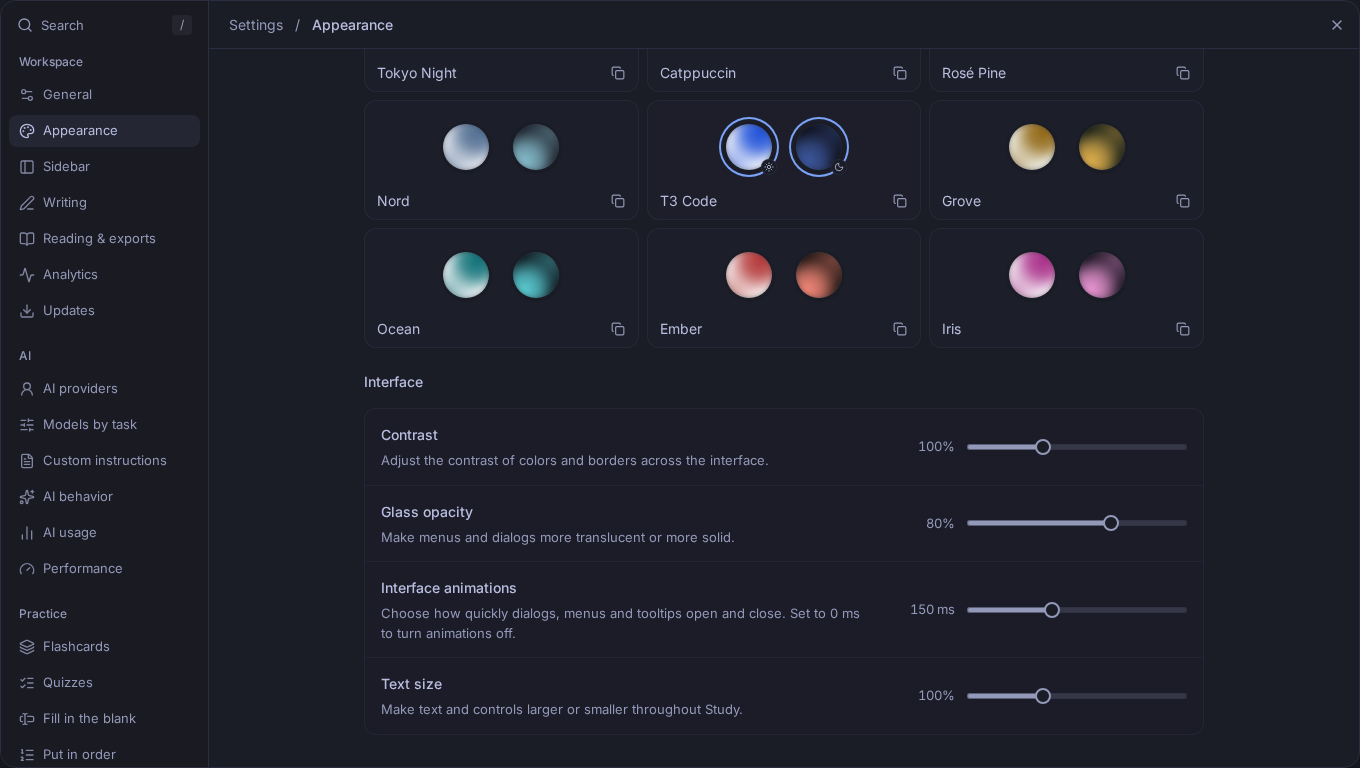 Search
/
Settings / Appearance
Workspace
General
Appearance
Sidebar
Writing
Reading & exports
Analytics
Updates
AI
AI providers
Models by task
Custom instructions
AI behavior
AI usage
Performance
Practice
Flashcards
Quizzes
Fill in the blank
Put in order
Tokyo Night
Catppuccin
Rosé Pine
Nord
T3 Code
Grove
Ocean
Ember
Iris
Interface
Contrast
Adjust the contrast of colors and borders across the interface.
100%
Glass opacity
Make menus and dialogs more translucent or more solid.
80%
Interface animations
Choose how quickly dialogs, menus and tooltips open and close. Set to 0 ms
to turn animations off.
150 ms
Text size
Make text and controls larger or smaller throughout Study.
100%